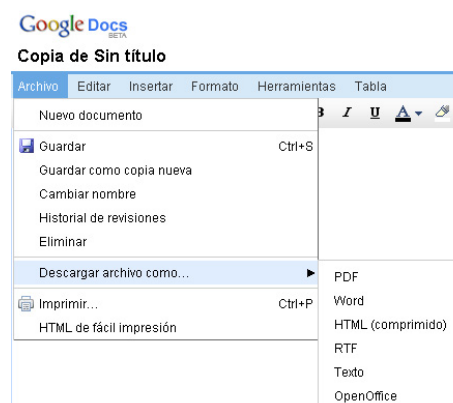 Google Docs
BETA
Copia de Sin título
Archivo Editar Insertar Formato Herramientas Tabla
Nuevo documento
I U A
Guardar Ctrl+S
Guardar como copia nueva
Cambiar nombre
Historial de revisiones
Eliminar
Descargar archivo como...
PDF
Word
Imprimir... Ctrl+P
HTML (comprimido)
HTML de fácil impresión
RTF
Texto
OpenOffice